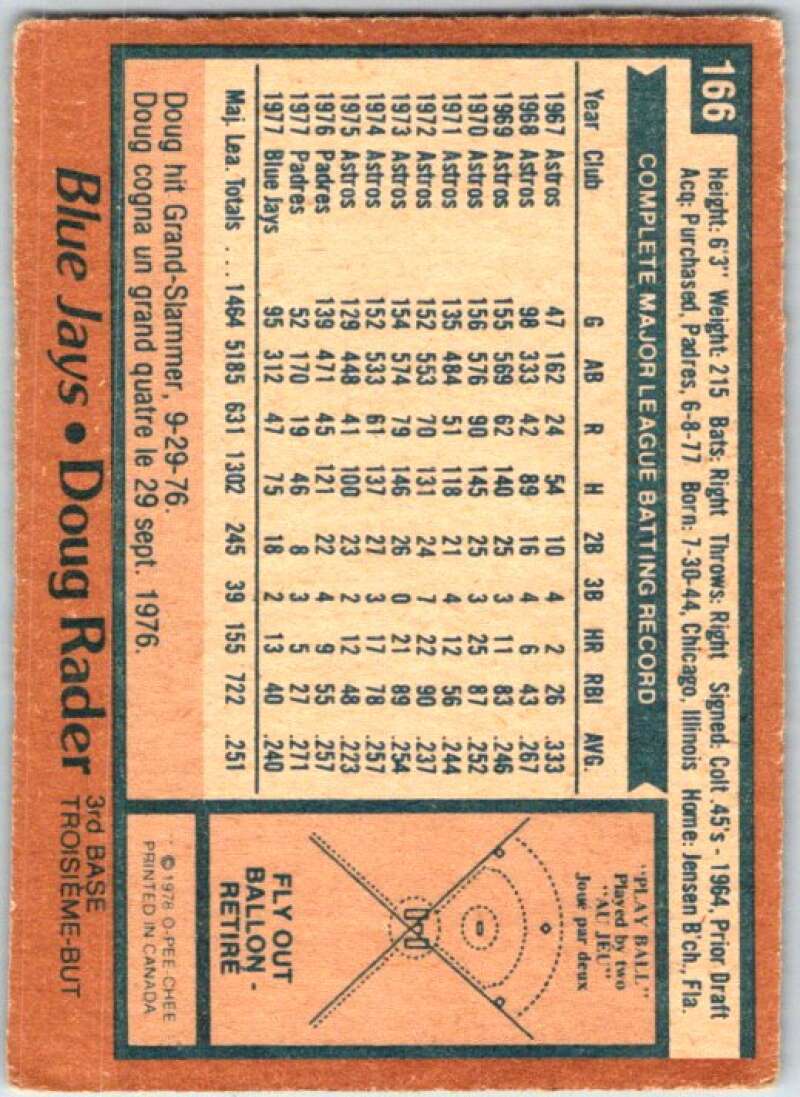 166
Height: 6'3" Weight: 215 Bats: Right Throws: Right Signed: Colt .45's - 1964, Prior Draft
Acq: Purchased, Padres, 6-8-77 Born: 7-30-44, Chicago, Illinois Home: Jensen B'ch., Fla.
COMPLETE MAJOR LEAGUE BATTING RECORD
Year Club G AB R H 2B 3B HR RBI AVG.
1967 Astros 47 162 24 54 10 4 2 26 .333
1968 Astros 98 333 42 89 16 4 6 43 .267
1969 Astros 155 569 62 140 25 3 11 83 .246
1970 Astros 156 576 90 145 25 3 25 87 .252
1971 Astros 135 484 51 118 21 4 12 56 .244
1972 Astros 152 553 70 131 24 7 22 90 .237
1973 Astros 154 574 79 146 26 0 21 89 .254
1974 Astros 152 533 61 137 27 3 17 78 .257
1975 Astros 129 448 41 100 23 2 12 48 .223
1976 Padres 139 471 45 121 22 4 9 55 .257
1977 Padres 52 170 19 46 8 3 5 27 .271
1977 Blue Jays 95 312 47 75 18 2 13 40 .240
Maj. Lea. Totals .... 1464 5185 631 1302 245 39 155 722 .251
Doug hit Grand-Slammer, 9-29-76.
Doug cogna un grand quatre le 29 sept. 1976.
"PLAY BALL"
Played by two
"AU JEU"
Joué par deux
FLY OUT
BALLON -
RETIRÉ
© 1978 O-PEE-CHEE
PRINTED IN CANADA
Blue Jays • Doug Rader
3rd BASE
TROISIÈME-BUT